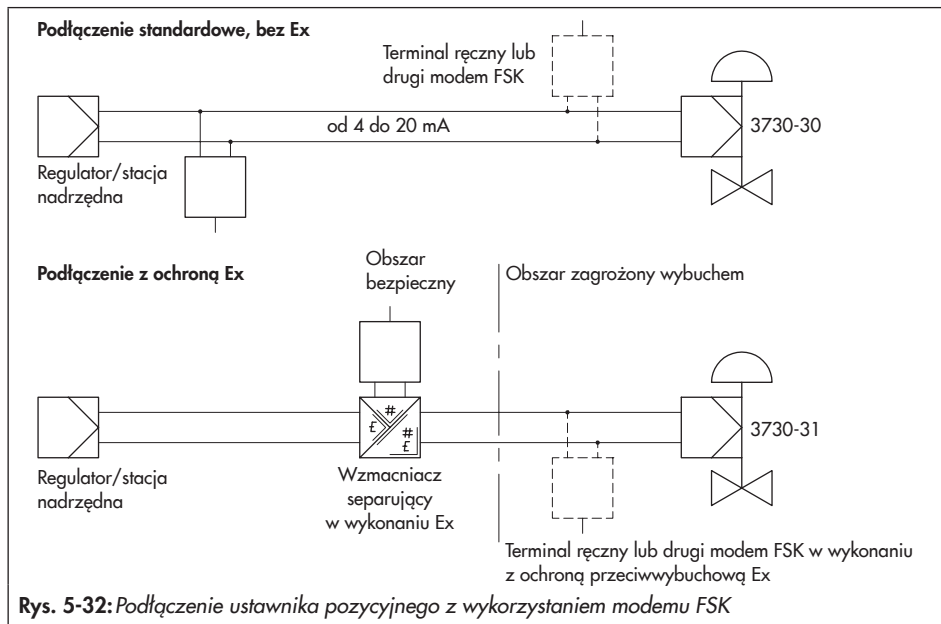 Podłączenie standardowe, bez Ex
Terminal ręczny lub
drugi modem FSK
od 4 do 20 mA
3730-30
Regulator/stacja
nadrzędna
Podłączenie z ochroną Ex
Obszar
bezpieczny
Obszar zagrożony wybuchem
3730-31
Regulator/stacja
nadrzędna
Wzmacniacz
separujący
w wykonaniu Ex
Terminal ręczny lub drugi modem FSK w wykonaniu
z ochroną przeciwwybuchową Ex
Rys. 5-32: Podłączenie ustawnika pozycyjnego z wykorzystaniem modemu FSK